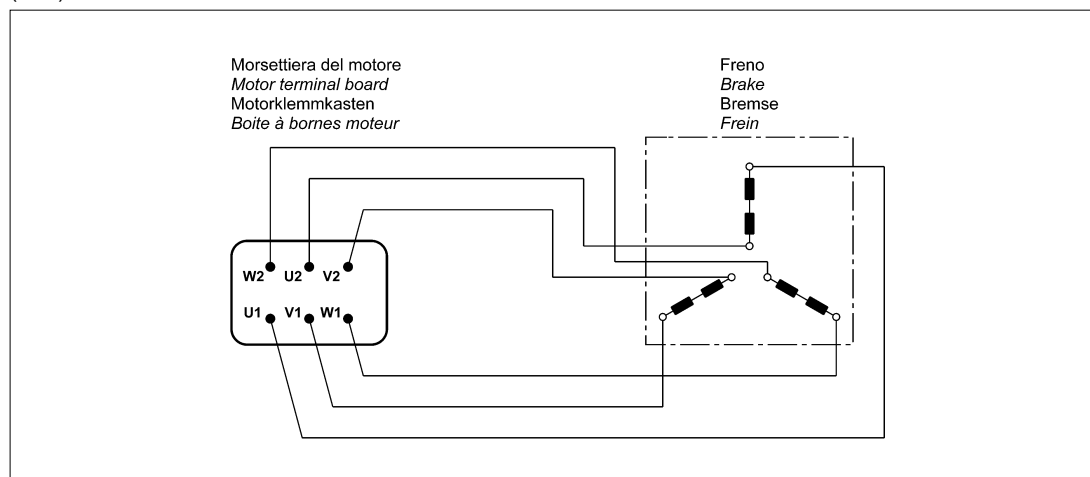 Morsettiera del motore
Motor terminal board
Motorklemmkasten
Boite à bornes moteur
Freno
Brake
Bremse
Frein
W2 U2 V2
U1 V1 W1